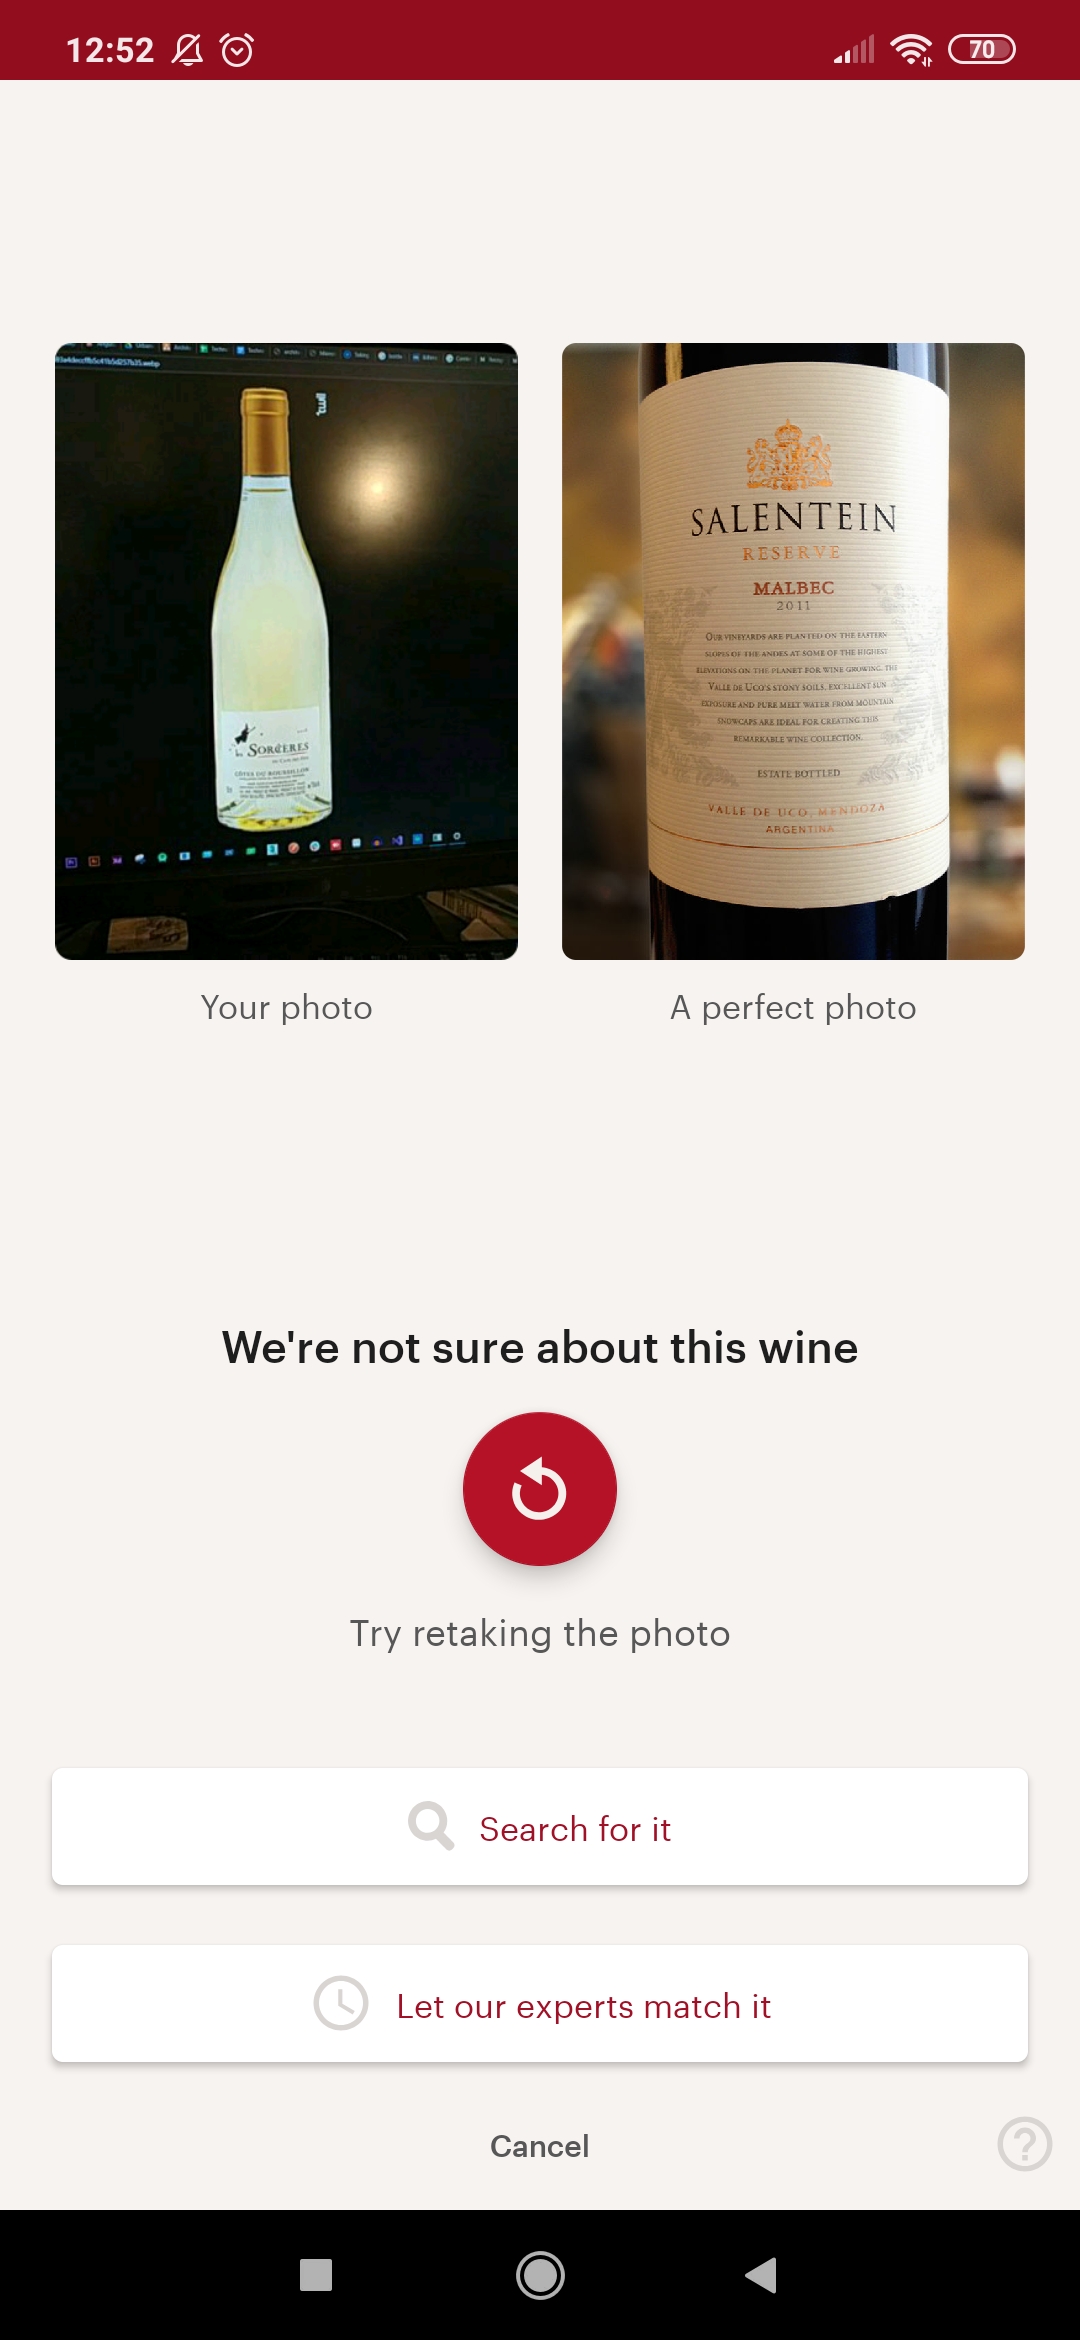 12:52
70
twil
SORCIÈRES
CÔTES DU ROUSSILLON
Your photo
SALENTEIN
RESERVE
MALBEC
2011
OUR VINEYARDS ARE PLANTED ON THE EASTERN
SLOPES OF THE ANDES AT SOME OF THE HIGHEST
ELEVATIONS ON THE PLANET FOR WINE GROWING. THE
VALLE DE UCO'S STONY SOILS, EXCELLENT SUN
EXPOSURE AND PURE MELT WATER FROM MOUNTAIN
SNOWCAPS ARE IDEAL FOR CREATING THIS
REMARKABLE WINE COLLECTION.
ESTATE BOTTLED
VALLE DE UCO, MENDOZA
ARGENTINA
A perfect photo
We're not sure about this wine
Try retaking the photo
Search for it
Let our experts match it
Cancel
?